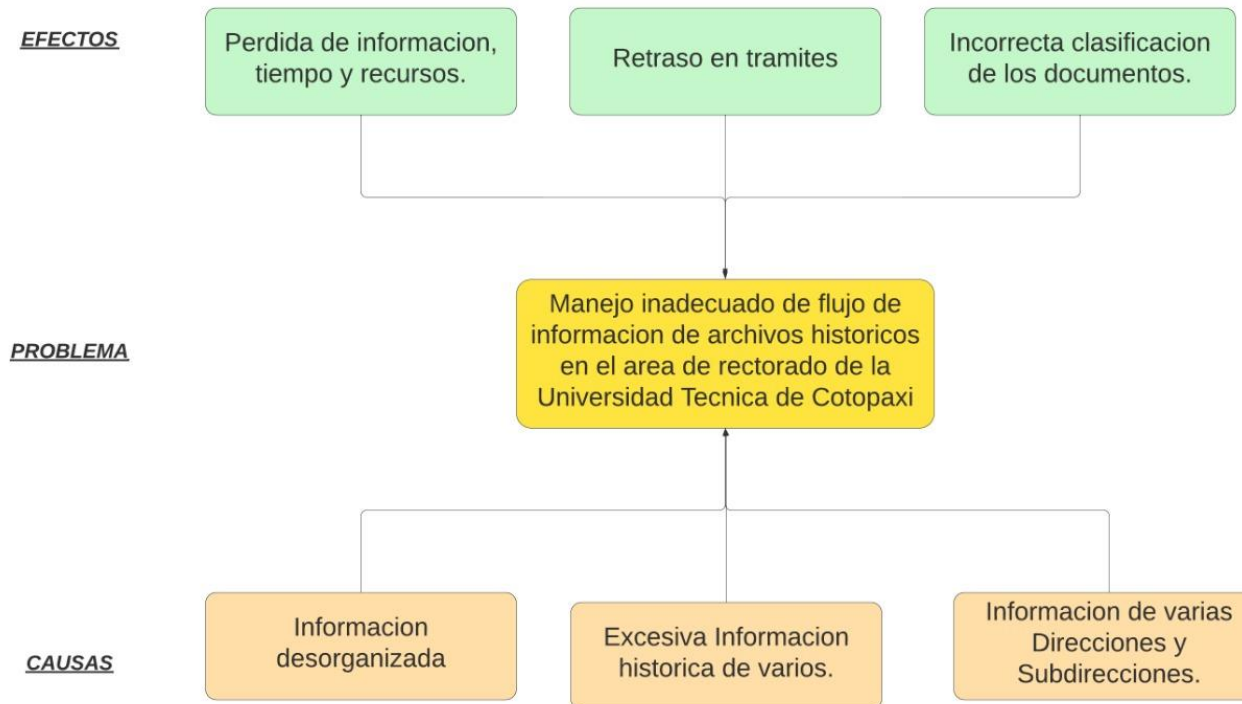 EFECTOS
Perdida de informacion,
tiempo y recursos.
Retraso en tramites
Incorrecta clasificacion
de los documentos.
PROBLEMA
Manejo inadecuado de flujo de
informacion de archivos historicos
en el area de rectorado de la
Universidad Tecnica de Cotopaxi
CAUSAS
Informacion
desorganizada
Excesiva Informacion
historica de varios.
Informacion de varias
Direcciones y
Subdirecciones.